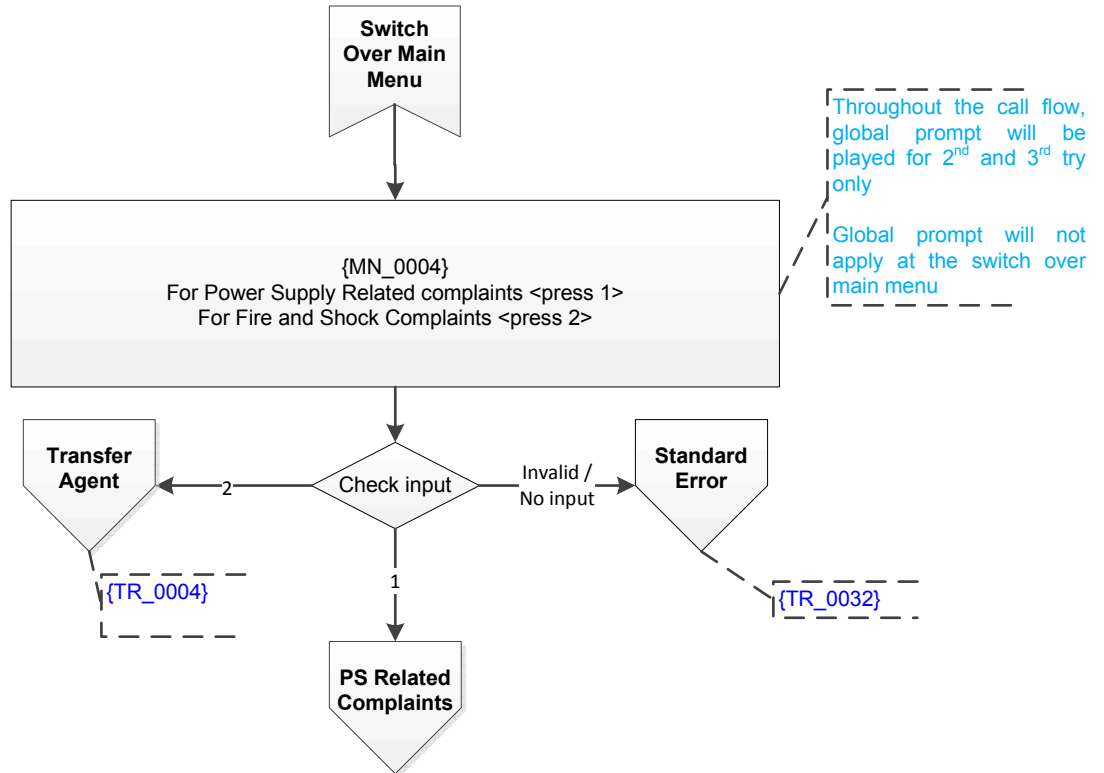 Switch
Over Main
Menu
Throughout the call flow,
global prompt will be
played for 2nd and 3rd try
only
Global prompt will not
apply at the switch over
main menu
{MN_0004}
For Power Supply Related complaints <press 1>
For Fire and Shock Complaints <press 2>
Transfer
Agent
2
Check input
Invalid /
No input
Standard
Error
{TR_0004}
1
{TR_0032}
PS Related
Complaints